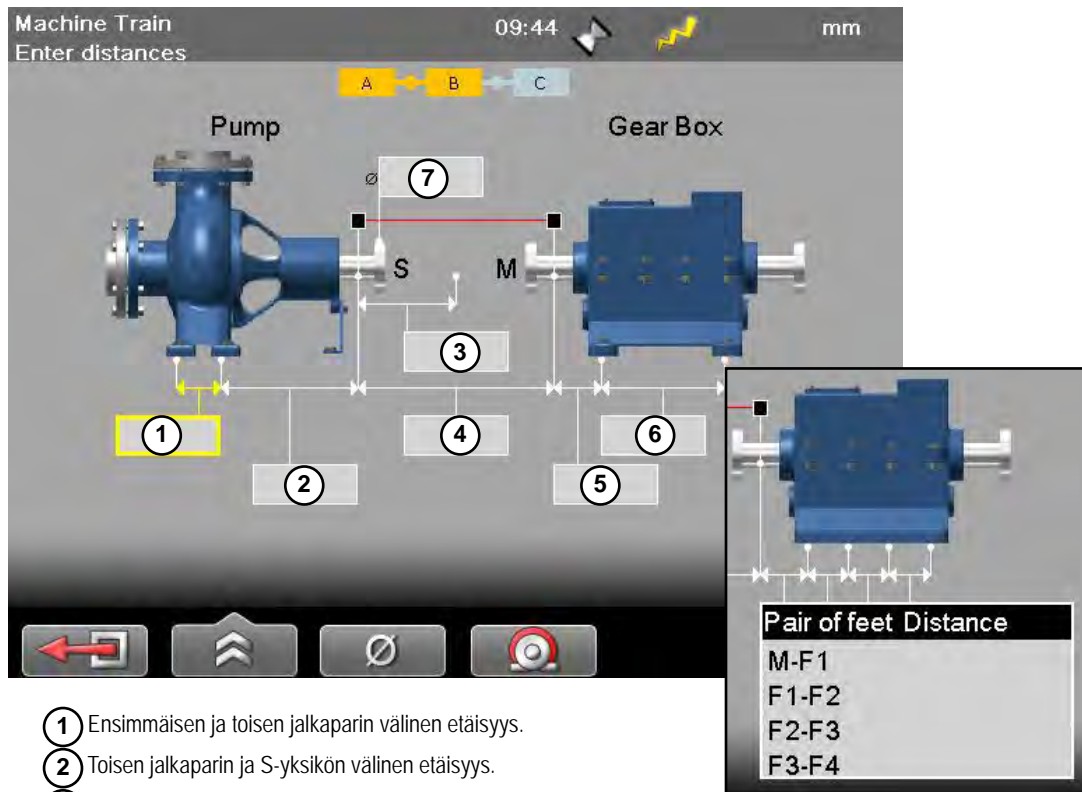 Machine Train
Enter distances
09:44
mm
A
B
C
Pump
Gear Box
Ø
7
S
M
3
1
4
6
2
5
Ø
Pair of feet Distance
M-F1
F1-F2
F2-F3
F3-F4
1 Ensimmäisen ja toisen jalkaparin välinen etäisyys.
2 Toisen jalkaparin ja S-yksikön välinen etäisyys.